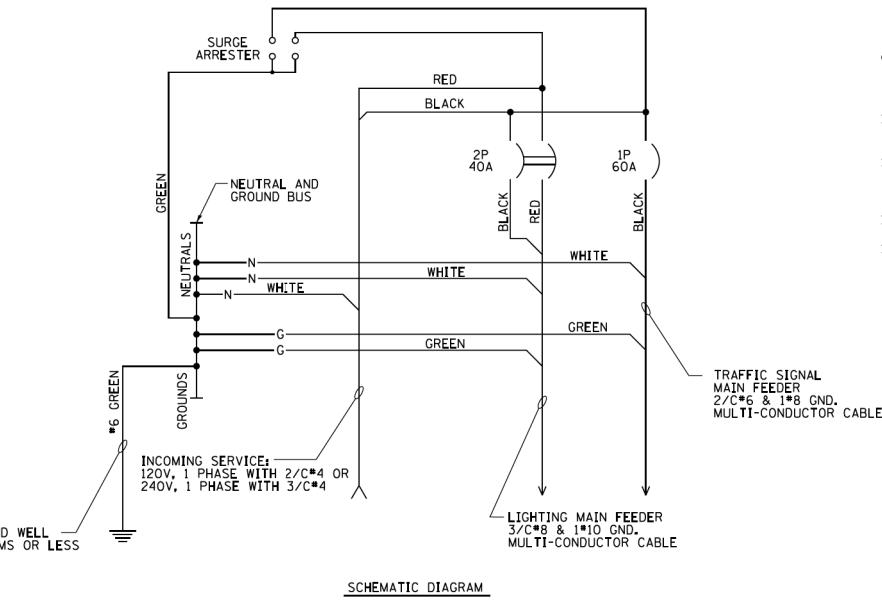 SURGE
ARRESTER
RED
BLACK
2P
40A
1P
60A
GREEN
NEUTRAL AND
GROUND BUS
BLACK
RED
BLACK
NEUTRALS
N
WHITE
N
WHITE
N
WHITE
G
GREEN
G
GREEN
GROUNDS
#6 GREEN
TRAFFIC SIGNAL
MAIN FEEDER
2/C#6 & 1#8 GND.
MULTI-CONDUCTOR CABLE
INCOMING SERVICE:
120V, 1 PHASE WITH 2/C#4 OR
240V, 1 PHASE WITH 3/C#4
LIGHTING MAIN FEEDER
3/C#8 & 1#10 GND.
MULTI-CONDUCTOR CABLE
WELL
OR LESS
SCHEMATIC DIAGRAM